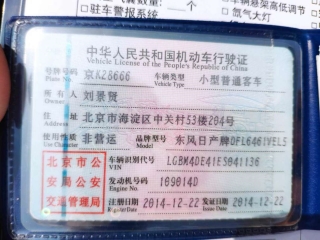 驻车警报系统
氙气大灯
中华人民共和国机动车行驶证
Vehicle License of the People's Republic of China
号牌号码 京K26666 车辆类型 小型普通客车
Plate No. Vehicle Type
所有人 刘景贤
Owner
住址 北京市海淀区中关村53楼204号
Address
使用性质 非营运 品牌型号 东风日产牌DFL6461VEL5
Use Character Model
北京市公 车辆识别代号 LGBM4DE41ES041136
VIN
安局公安 发动机号码 169014D
Engine No.
交通管理局 注册日期 2014-12-22 发证日期 2014-12-22
Register Date Issue Date